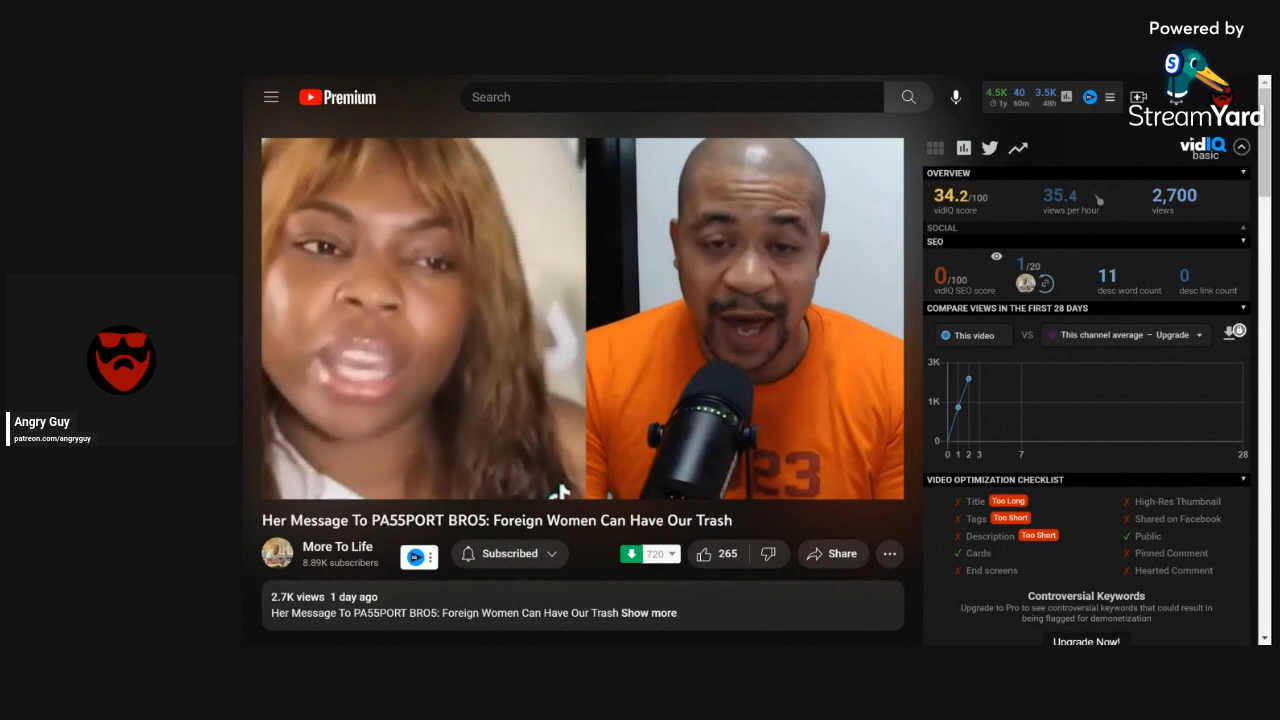 Powered by
StreamYard
Premium
Search
4.5K 40 3.5K
1y 60m 48h
vidIQ
basic
OVERVIEW
34.2/100 35.4 2,700
vidIQ score views per hour views
SOCIAL
SEO
0/100 1/20 11 0
vidIQ SEO score desc word count desc link count
COMPARE VIEWS IN THE FIRST 28 DAYS
This video VS This channel average – Upgrade
3K
1K
0
0 1 2 3 7 28
VIDEO OPTIMIZATION CHECKLIST
X Title Too Long X High-Res Thumbnail
X Tags Too Short X Shared on Facebook
X Description Too Short ✓ Public
✓ Cards X Pinned Comment
X End screens X Hearted Comment
Controversial Keywords
Upgrade to Pro to see controversial keywords that could result in
being flagged for demonetization
Upgrade Now!
Angry Guy
patreon.com/angryguy
23
Her Message To PA55PORT BRO5: Foreign Women Can Have Our Trash
More To Life
8.89K subscribers
Subscribed
720
265
Share
2.7K views 1 day ago
Her Message To PA55PORT BRO5: Foreign Women Can Have Our Trash Show more